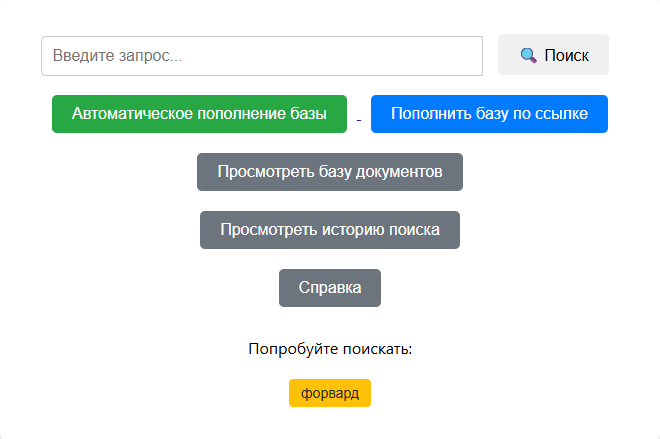 Введите запрос...
🔍 Поиск
Автоматическое пополнение базы - Пополнить базу по ссылке
Просмотреть базу документов
Просмотреть историю поиска
Справка
Попробуйте поискать:
форвард